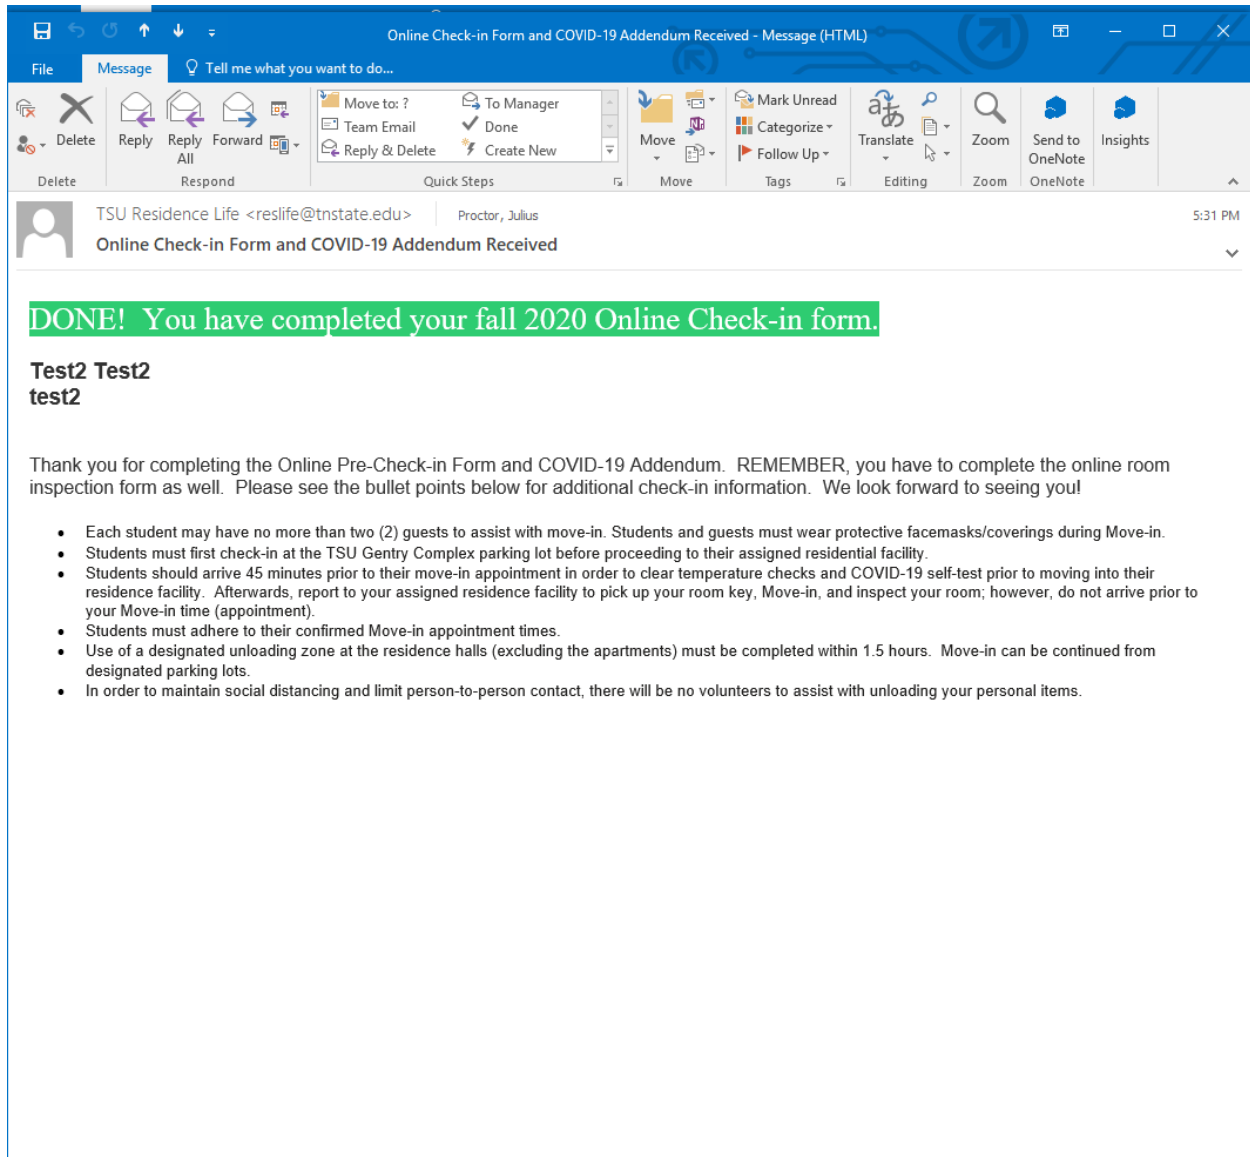 Online Check-in Form and COVID-19 Addendum Received - Message (HTML)
File Message Tell me what you want to do...
Delete
Reply
Reply All
Forward
Move to: ?
Team Email
Reply & Delete
To Manager
Done
Create New
Move
Mark Unread
Categorize
Follow Up
Translate
Zoom
Send to OneNote
Insights
Delete Respond Quick Steps Move Tags Editing Zoom OneNote
TSU Residence Life <reslife@tnstate.edu> Proctor, Julius 5:31 PM
Online Check-in Form and COVID-19 Addendum Received
DONE! You have completed your fall 2020 Online Check-in form.
Test2 Test2
test2
Thank you for completing the Online Pre-Check-in Form and COVID-19 Addendum. REMEMBER, you have to complete the online room
inspection form as well. Please see the bullet points below for additional check-in information. We look forward to seeing you!
• Each student may have no more than two (2) guests to assist with move-in. Students and guests must wear protective facemasks/coverings during Move-in.
• Students must first check-in at the TSU Gentry Complex parking lot before proceeding to their assigned residential facility.
• Students should arrive 45 minutes prior to their move-in appointment in order to clear temperature checks and COVID-19 self-test prior to moving into their
residence facility. Afterwards, report to your assigned residence facility to pick up your room key, Move-in, and inspect your room; however, do not arrive prior to
your Move-in time (appointment).
• Students must adhere to their confirmed Move-in appointment times.
• Use of a designated unloading zone at the residence halls (excluding the apartments) must be completed within 1.5 hours. Move-in can be continued from
designated parking lots.
• In order to maintain social distancing and limit person-to-person contact, there will be no volunteers to assist with unloading your personal items.